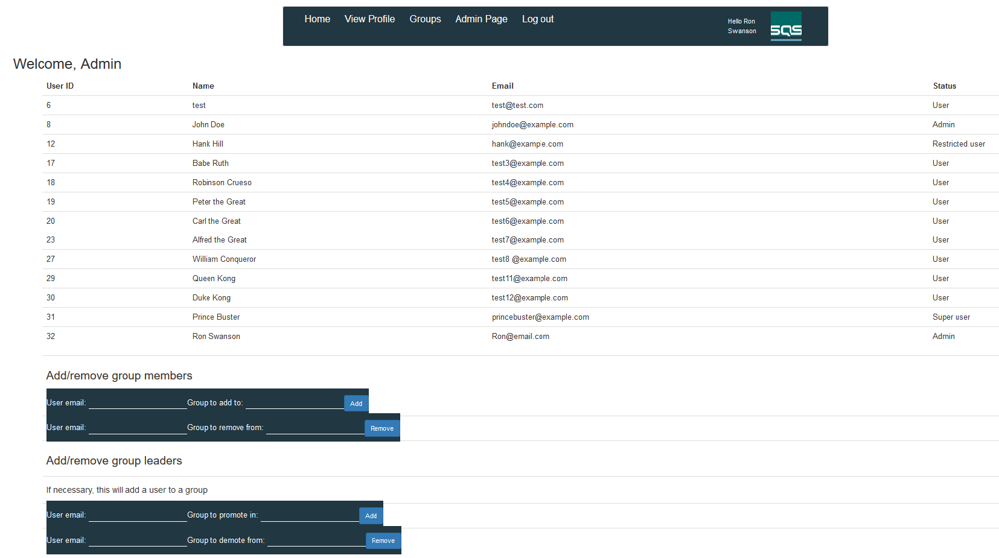 Home View Profile Groups Admin Page Log out Hello Ron
Swanson
SQS
Welcome, Admin
User ID Name Email Status
6 test test@test.com User
8 John Doe johndoe@example.com Admin
12 Hank Hill hank@example.com Restricted user
17 Babe Ruth test3@example.com User
18 Robinson Crueso test4@example.com User
19 Peter the Great test5@example.com User
20 Carl the Great test6@example.com User
23 Alfred the Great test7@example.com User
27 William Conqueror test8 @example.com User
29 Queen Kong test11@example.com User
30 Duke Kong test12@example.com User
31 Prince Buster princebuster@example.com Super user
32 Ron Swanson Ron@email.com Admin
Add/remove group members
User email: Group to add to: Add
User email: Group to remove from: Remove
Add/remove group leaders
If necessary, this will add a user to a group
User email: Group to promote in: Add
User email: Group to demote from: Remove